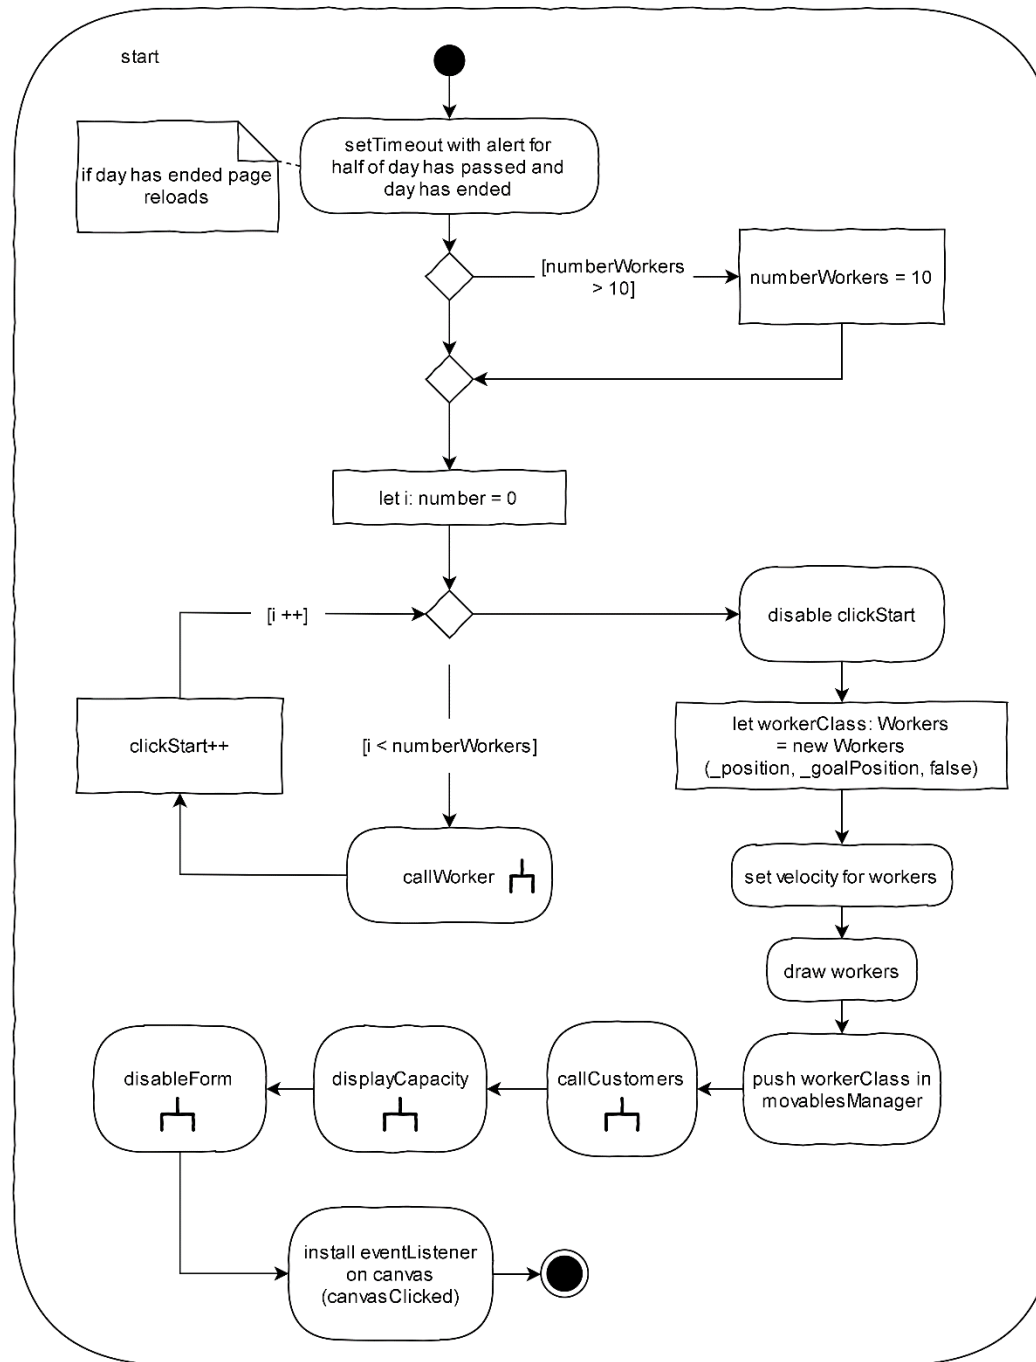 start
setTimeout with alert for
half of day has passed and
day has ended
if day has ended page
reloads
[numberWorkers
> 10]
numberWorkers = 10
let i: number = 0
[i ++]
disable clickStart
clickStart++
[i < numberWorkers]
let workerClass: Workers
= new Workers
(_position, _goalPosition, false)
callWorker
set velocity for workers
draw workers
disableForm
displayCapacity
callCustomers
push workerClass in
movablesManager
install eventListener
on canvas
(canvasClicked)